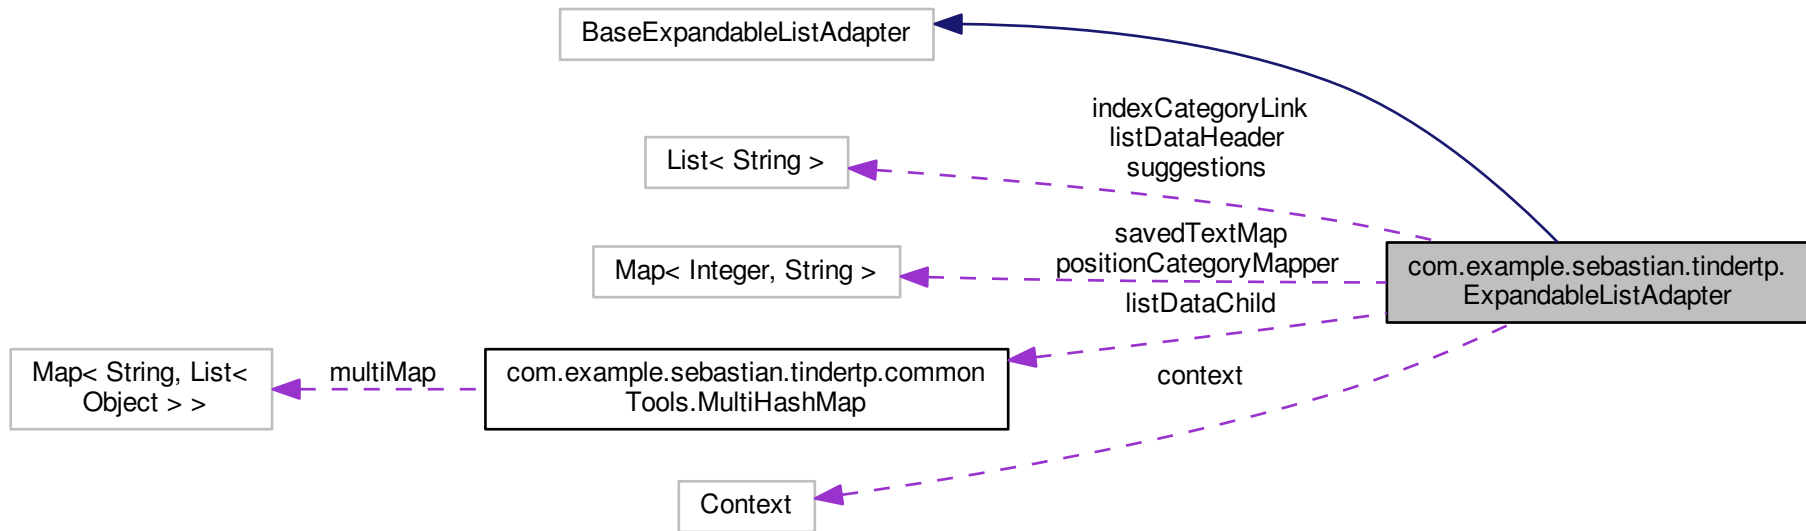 BaseExpandableListAdapter
indexCategoryLink
listDataHeader
suggestions
List< String >
savedTextMap
positionCategoryMapper
Map< Integer, String >
com.example.sebastian.tindertp.
ExpandableListAdapter
listDataChild
Map< String, List<
Object > >
multiMap
com.example.sebastian.tindertp.common
Tools.MultiHashMap
context
Context